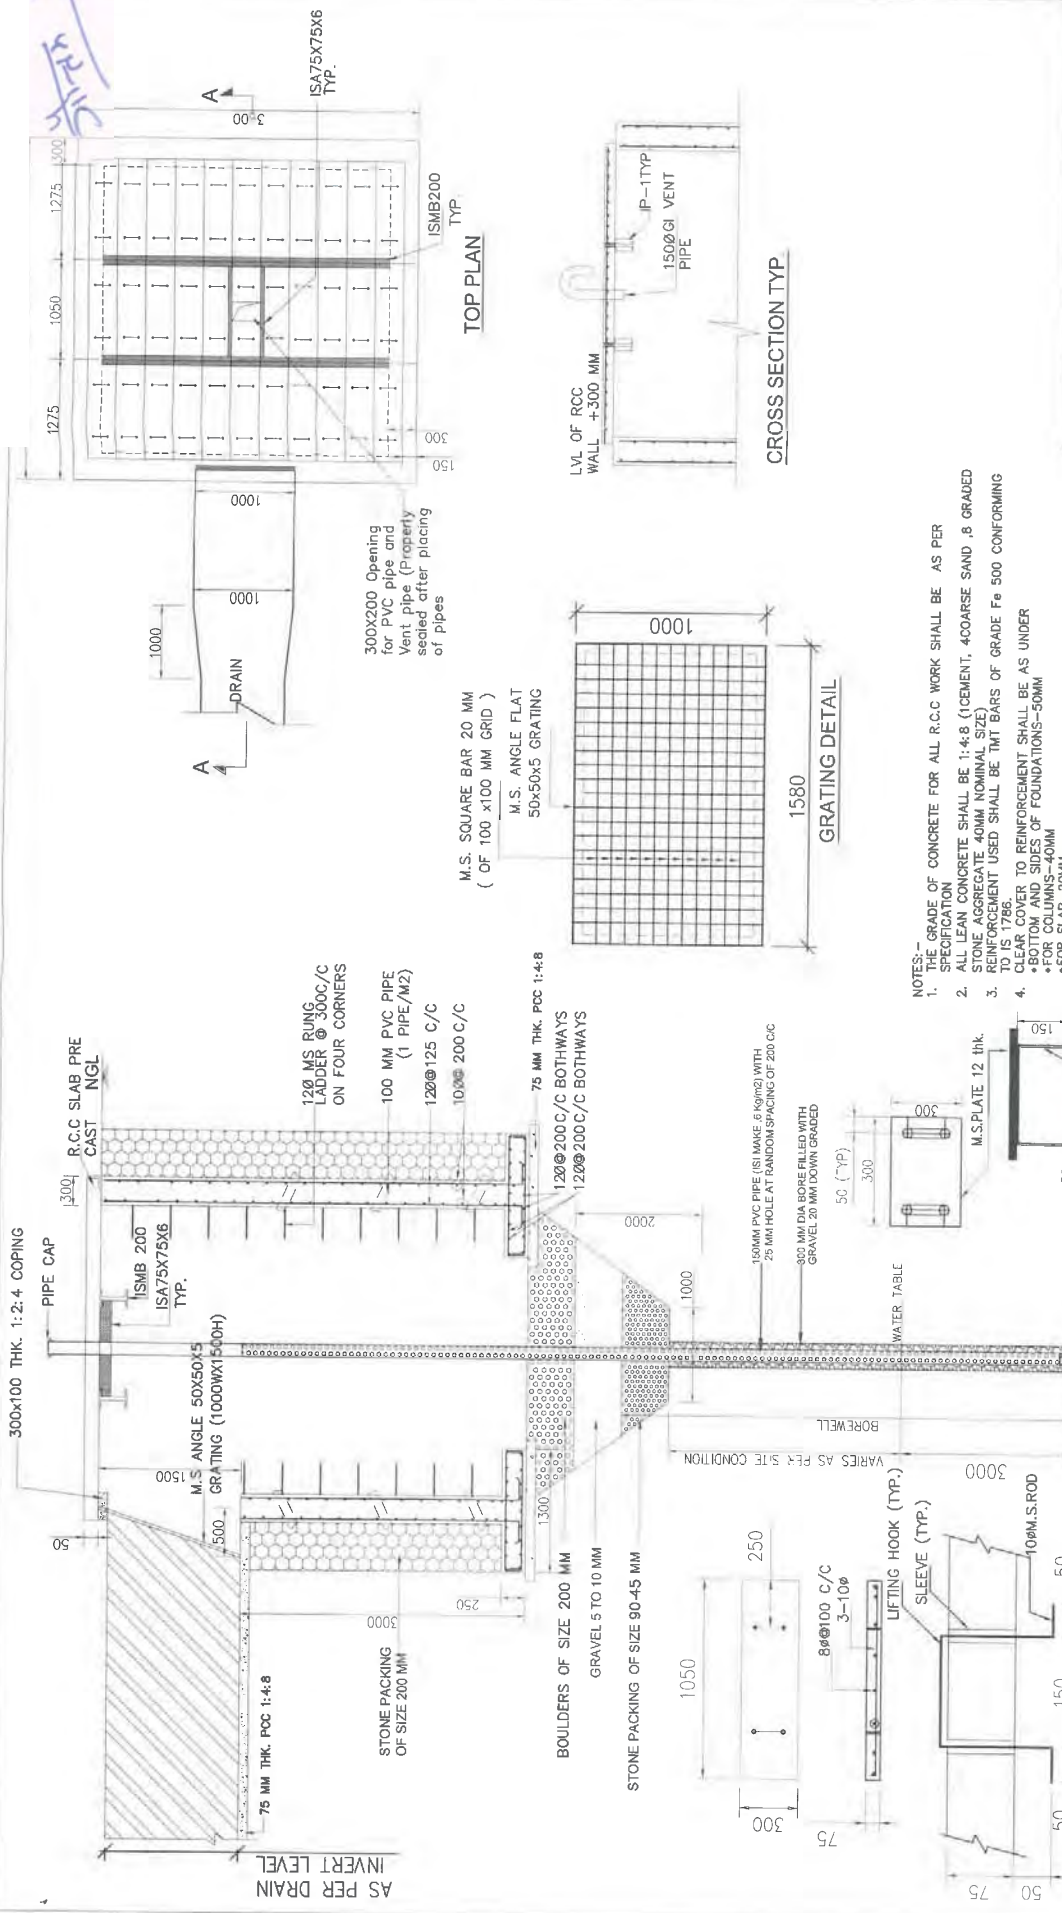 300x100 THK. 1:2:4 COPING
PIPE CAP
R.C.C SLAB PRE
CAST NGL
300
50
1500
ISMB 200
ISA75X75X6
TYP.
M.S ANGLE 50X50X5
GRATING (1000WX1500H)
500
AS PER DRAIN
INVERT LEVEL
75 MM THK. PCC 1:4:8
3000
250
STONE PACKING
OF SIZE 200 MM
12Ø MS RUNG
LADDER @ 300C/C
ON FOUR CORNERS
100 MM PVC PIPE
(1 PIPE/M2)
12Ø@125 C/C
10Ø@ 200 C/C
75 MM THK. PCC 1:4:8
12Ø@200 C/C BOTHWAYS
12Ø@200 C/C BOTHWAYS
1300
2000
1000
BOULDERS OF SIZE 200 MM
GRAVEL 5 TO 10 MM
STONE PACKING OF SIZE 90-45 MM
150MM PVC PIPE (ISI MAKE ,6 Kg/m2) WITH
25 MM HOLE AT RANDOM SPACING OF 200 C/C
300 MM DIA BORE FILLED WITH
GRAVEL 20 MM DOWN GRADED
WATER TABLE
BOREWELL
VARIES AS PER SITE CONDITION
3000
1275
1050
1275
300
A
3.00
ISA75X75X6
TYP.
ISMB200
TYP.
300
150
1000
1000
1000
DRAIN
A
300X200 Opening
for PVC pipe and
Vent pipe (Properly
sealed after placing
of pipes
TOP PLAN
LVL OF RCC
WALL +300 MM
IP-1TYP
150ØGI VENT
PIPE
CROSS SECTION TYP.
M.S. SQUARE BAR 20 MM
( OF 100 x100 MM GRID )
M.S. ANGLE FLAT
50x50x5 GRATING
1000
1580
GRATING DETAIL
1050
250
300
75
8ø@100 C/C
3-10ø
LIFTING HOOK (TYP.)
SLEEVE (TYP.)
10ØM.S.ROD
75
50
50
150
50
50 (TYP)
300
300
M.S.PLATE 12 thk.
150
NOTES:-
1. THE GRADE OF CONCRETE FOR ALL R.C.C WORK SHALL BE AS PER
SPECIFICATION
2. ALL LEAN CONCRETE SHALL BE 1:4:8 (1CEMENT, 4COARSE SAND ,8 GRADED
STONE AGGREGATE 40MM NOMINAL SIZE)
3. REINFORCEMENT USED SHALL BE TMT BARS OF GRADE Fe 500 CONFORMING
TO IS 1786.
4. CLEAR COVER TO REINFORCEMENT SHALL BE AS UNDER
•BOTTOM AND SIDES OF FOUNDATIONS-50MM
•FOR COLUMNS-40MM